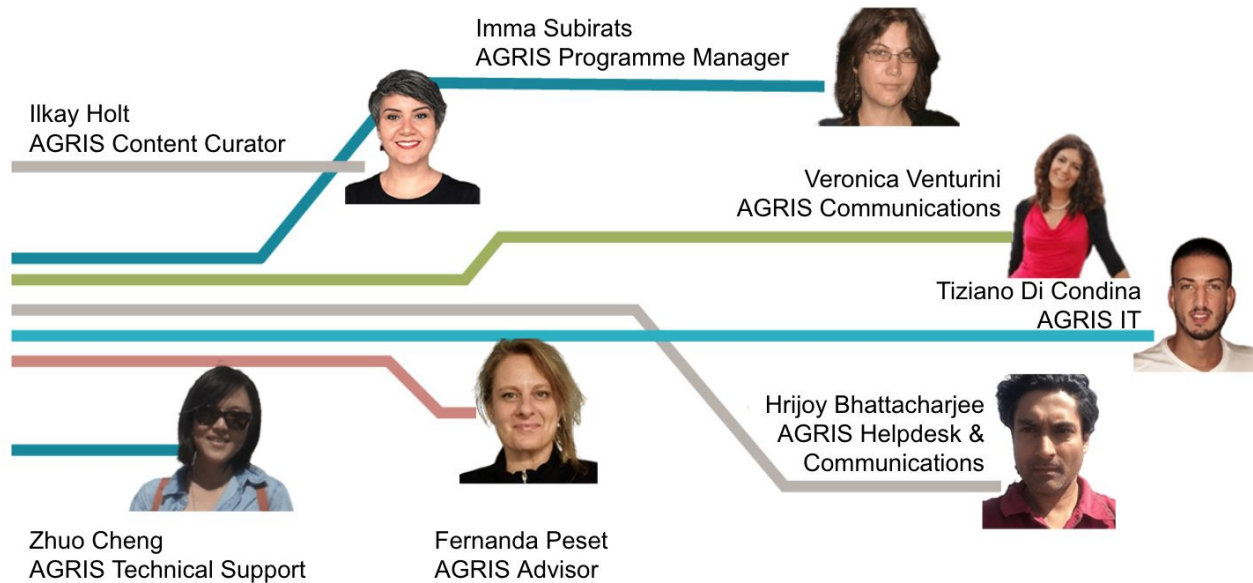 Imma Subirats
AGRIS Programme Manager
Ilkay Holt
AGRIS Content Curator
Veronica Venturini
AGRIS Communications
Tiziano Di Condina
AGRIS IT
Hrijoy Bhattacharjee
AGRIS Helpdesk &
Communications
Zhuo Cheng
AGRIS Technical Support
Fernanda Peset
AGRIS Advisor